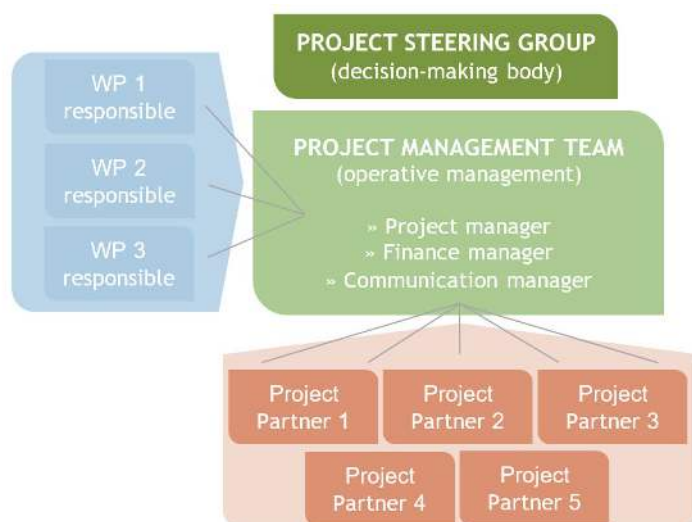 PROJECT STEERING GROUP
(decision-making body)
WP 1
responsible
WP 2
responsible
WP 3
responsible
PROJECT MANAGEMENT TEAM
(operative management)
» Project manager
» Finance manager
» Communication manager
Project
Partner 1
Project
Partner 2
Project
Partner 3
Project
Partner 4
Project
Partner 5